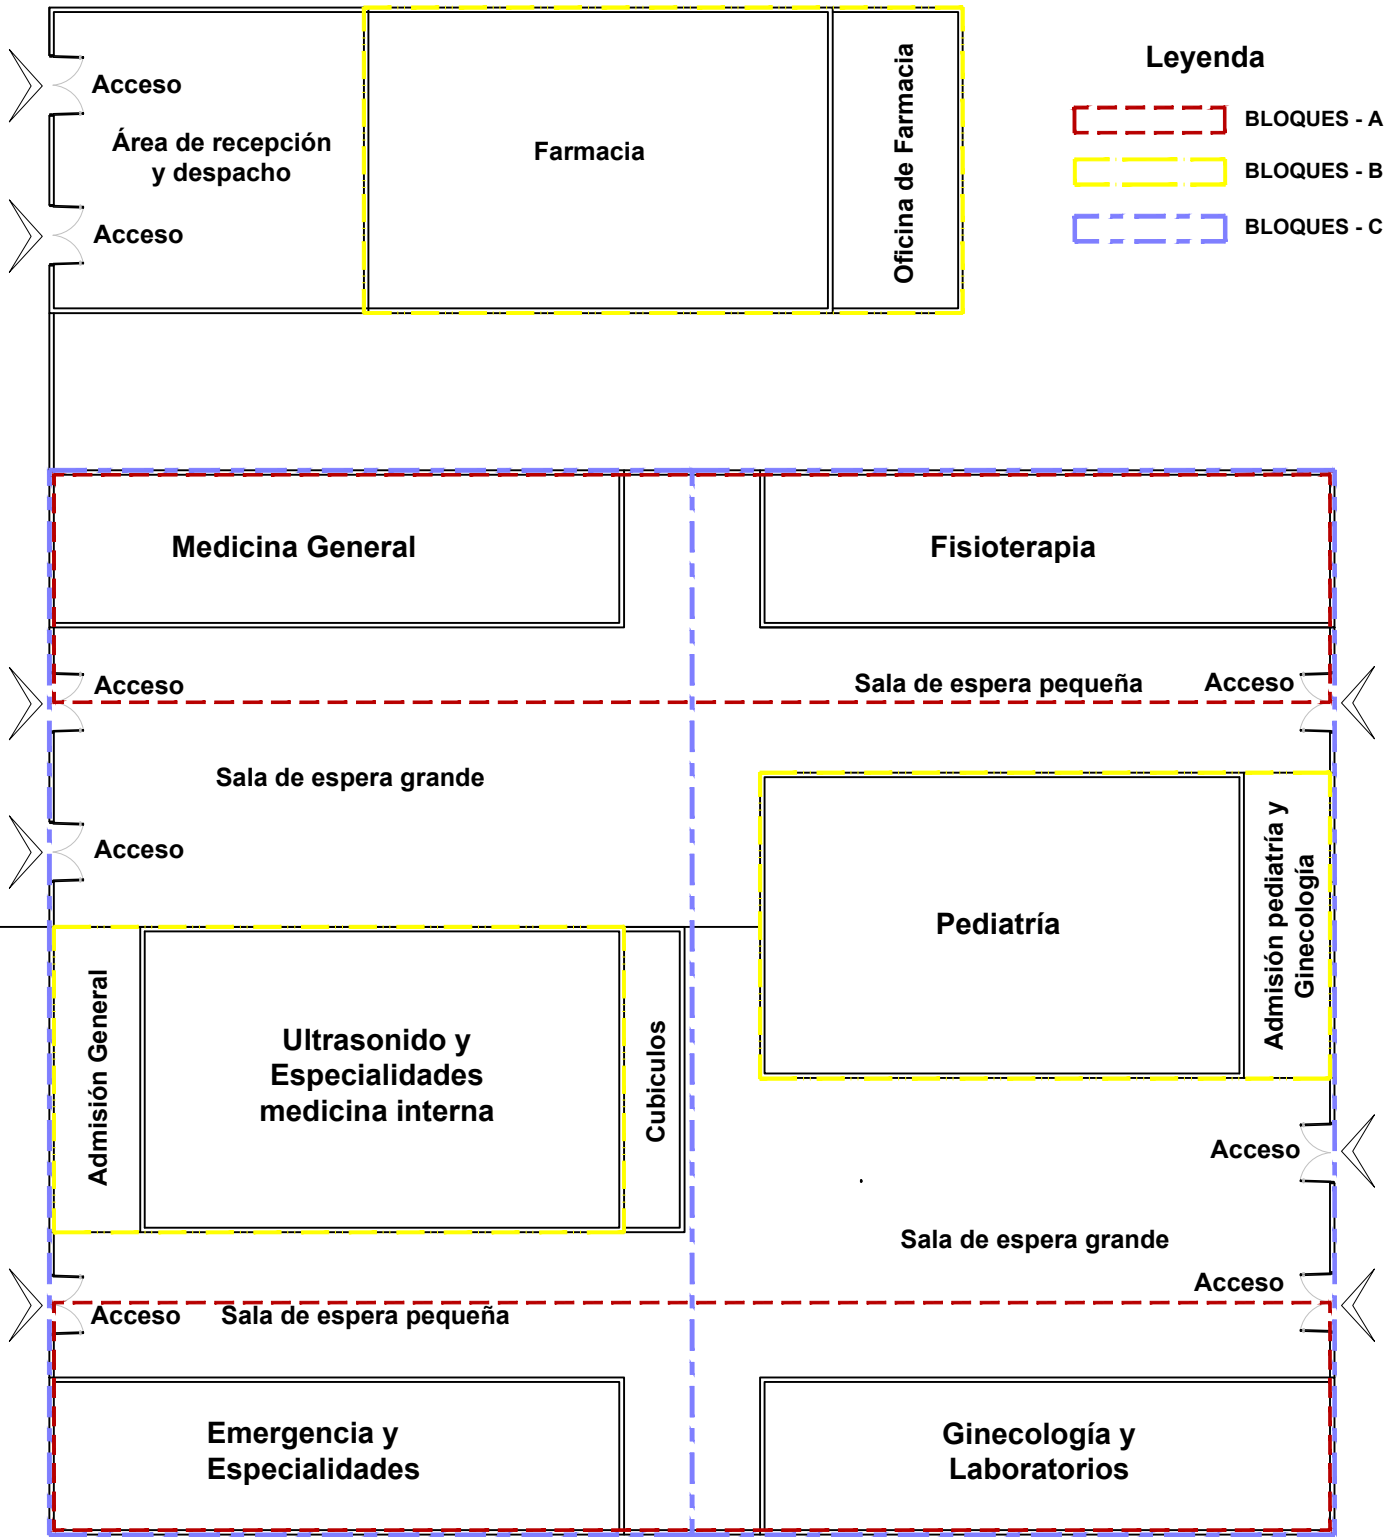 Leyenda
BLOQUES - A
BLOQUES - B
BLOQUES - C
Acceso
Área de recepción
y despacho
Acceso
Farmacia
Oficina de Farmacia
Medicina General
Fisioterapia
Acceso
Sala de espera pequeña
Acceso
Sala de espera grande
Acceso
Pediatría
Admisión pediatría y
Ginecología
Admisión General
Ultrasonido y
Especialidades
medicina interna
Cubiculos
Acceso
Sala de espera grande
Acceso
Acceso
Sala de espera pequeña
Emergencia y
Especialidades
Ginecología y
Laboratorios